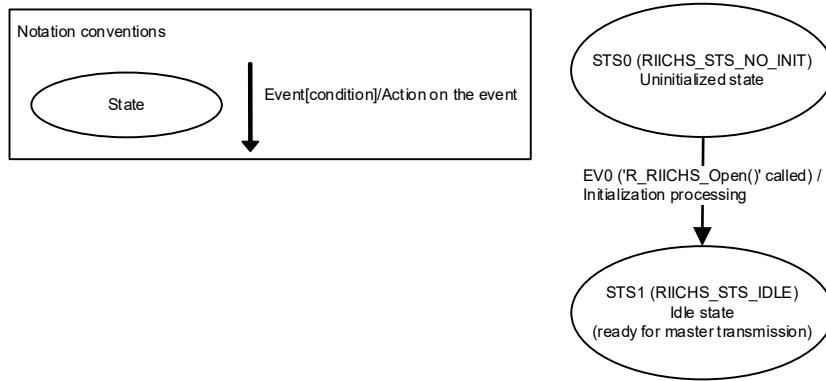 Notation conventions
State
Event[condition]/Action on the event
STS0 (RIICHS_STS_NO_INIT)
Uninitialized state
EV0 ('R_RIICHS_Open()' called) /
Initialization processing
STS1 (RIICHS_STS_IDLE)
Idle state
(ready for master transmission)